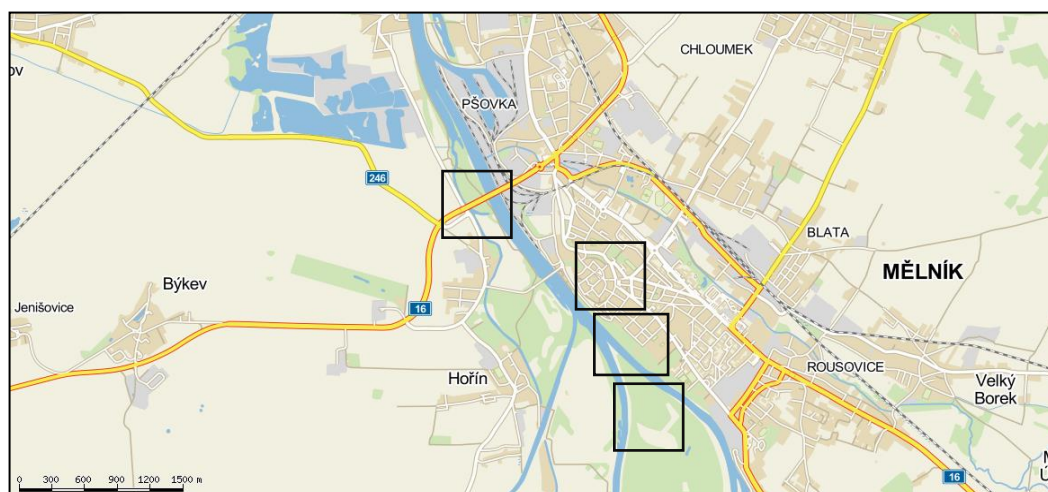 CHLOUMEK
ov
PŠOVKA
246
BLATA
MĚLNÍK
Býkev
Jenišovice
16
Hořín
ROUSOVICE
Velký
Borek
M
Ú
16
0 300 600 900 1200 1500 m